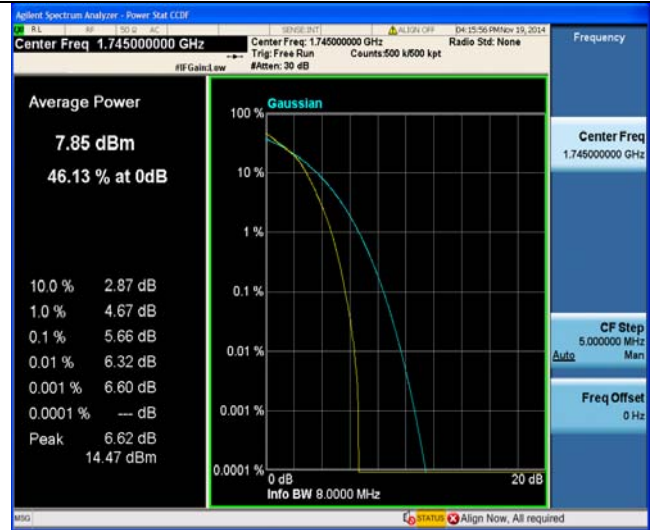 Agilent Spectrum Analyzer - Power Stat CCDF
RL RF 50 Ω AC SENSE:INT ALIGN OFF 04:15:56 PM Nov 19, 2014
Center Freq 1.745000000 GHz
Center Freq: 1.745000000 GHz Radio Std: None
Trig: Free Run Counts:500 k/500 kpt
#IFGain:Low #Atten: 30 dB
Frequency
Average Power
7.85 dBm
46.13 % at 0dB
10.0 % 2.87 dB
1.0 % 4.67 dB
0.1 % 5.66 dB
0.01 % 6.32 dB
0.001 % 6.60 dB
0.0001 % --- dB
Peak 6.62 dB
14.47 dBm
Gaussian
100 %
10 %
1 %
0.1 %
0.01 %
0.001 %
0.0001 %
0 dB 20 dB
Info BW 8.0000 MHz
Center Freq
1.745000000 GHz
CF Step
5.000000 MHz
Auto Man
Freq Offset
0 Hz
MSG STATUS Align Now, All required